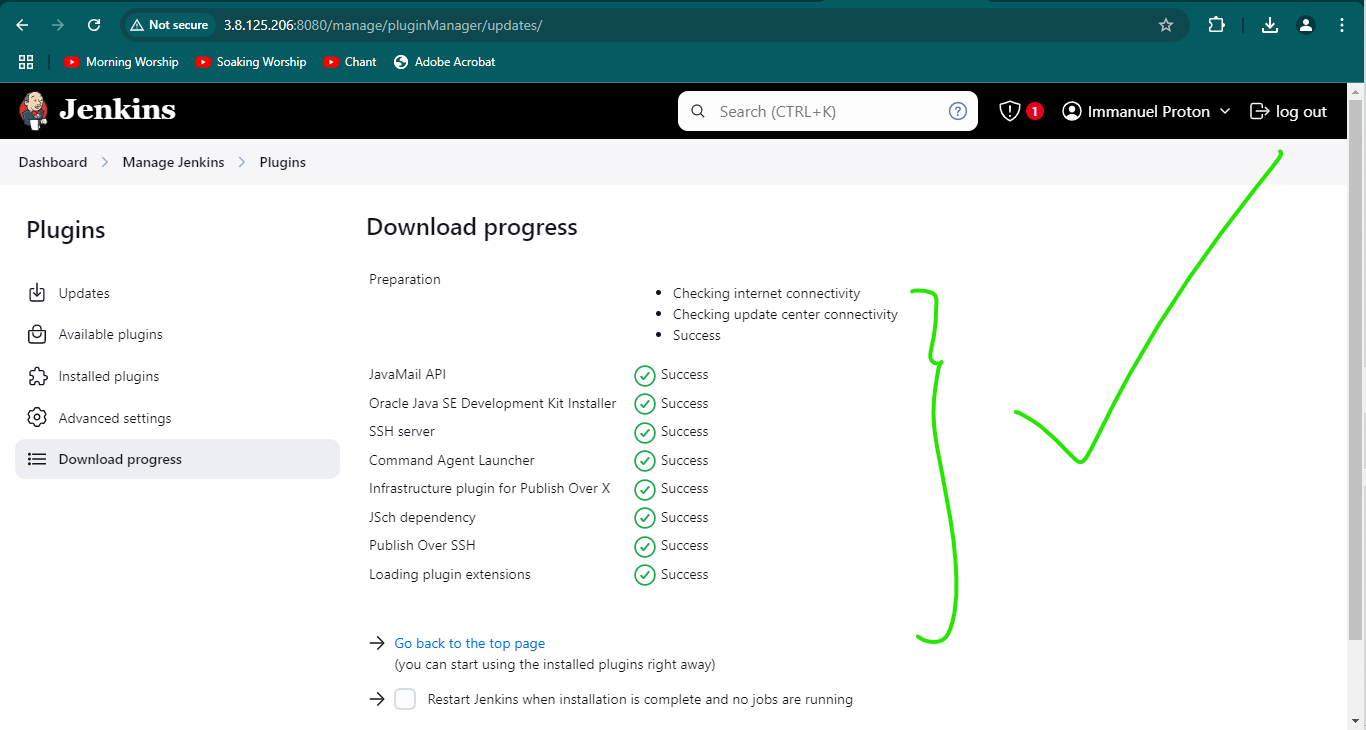 Not secure 3.8.125.206:8080/manage/pluginManager/updates/
Morning Worship Soaking Worship Chant Adobe Acrobat
Jenkins Search (CTRL+K) ? 1 Immanuel Proton log out
Dashboard Manage Jenkins Plugins
Plugins
Updates
Available plugins
Installed plugins
Advanced settings
Download progress
Download progress
Preparation
Checking internet connectivity
Checking update center connectivity
Success
JavaMail API Success
Oracle Java SE Development Kit Installer Success
SSH server Success
Command Agent Launcher Success
Infrastructure plugin for Publish Over X Success
JSch dependency Success
Publish Over SSH Success
Loading plugin extensions Success
Go back to the top page
(you can start using the installed plugins right away)
Restart Jenkins when installation is complete and no jobs are running